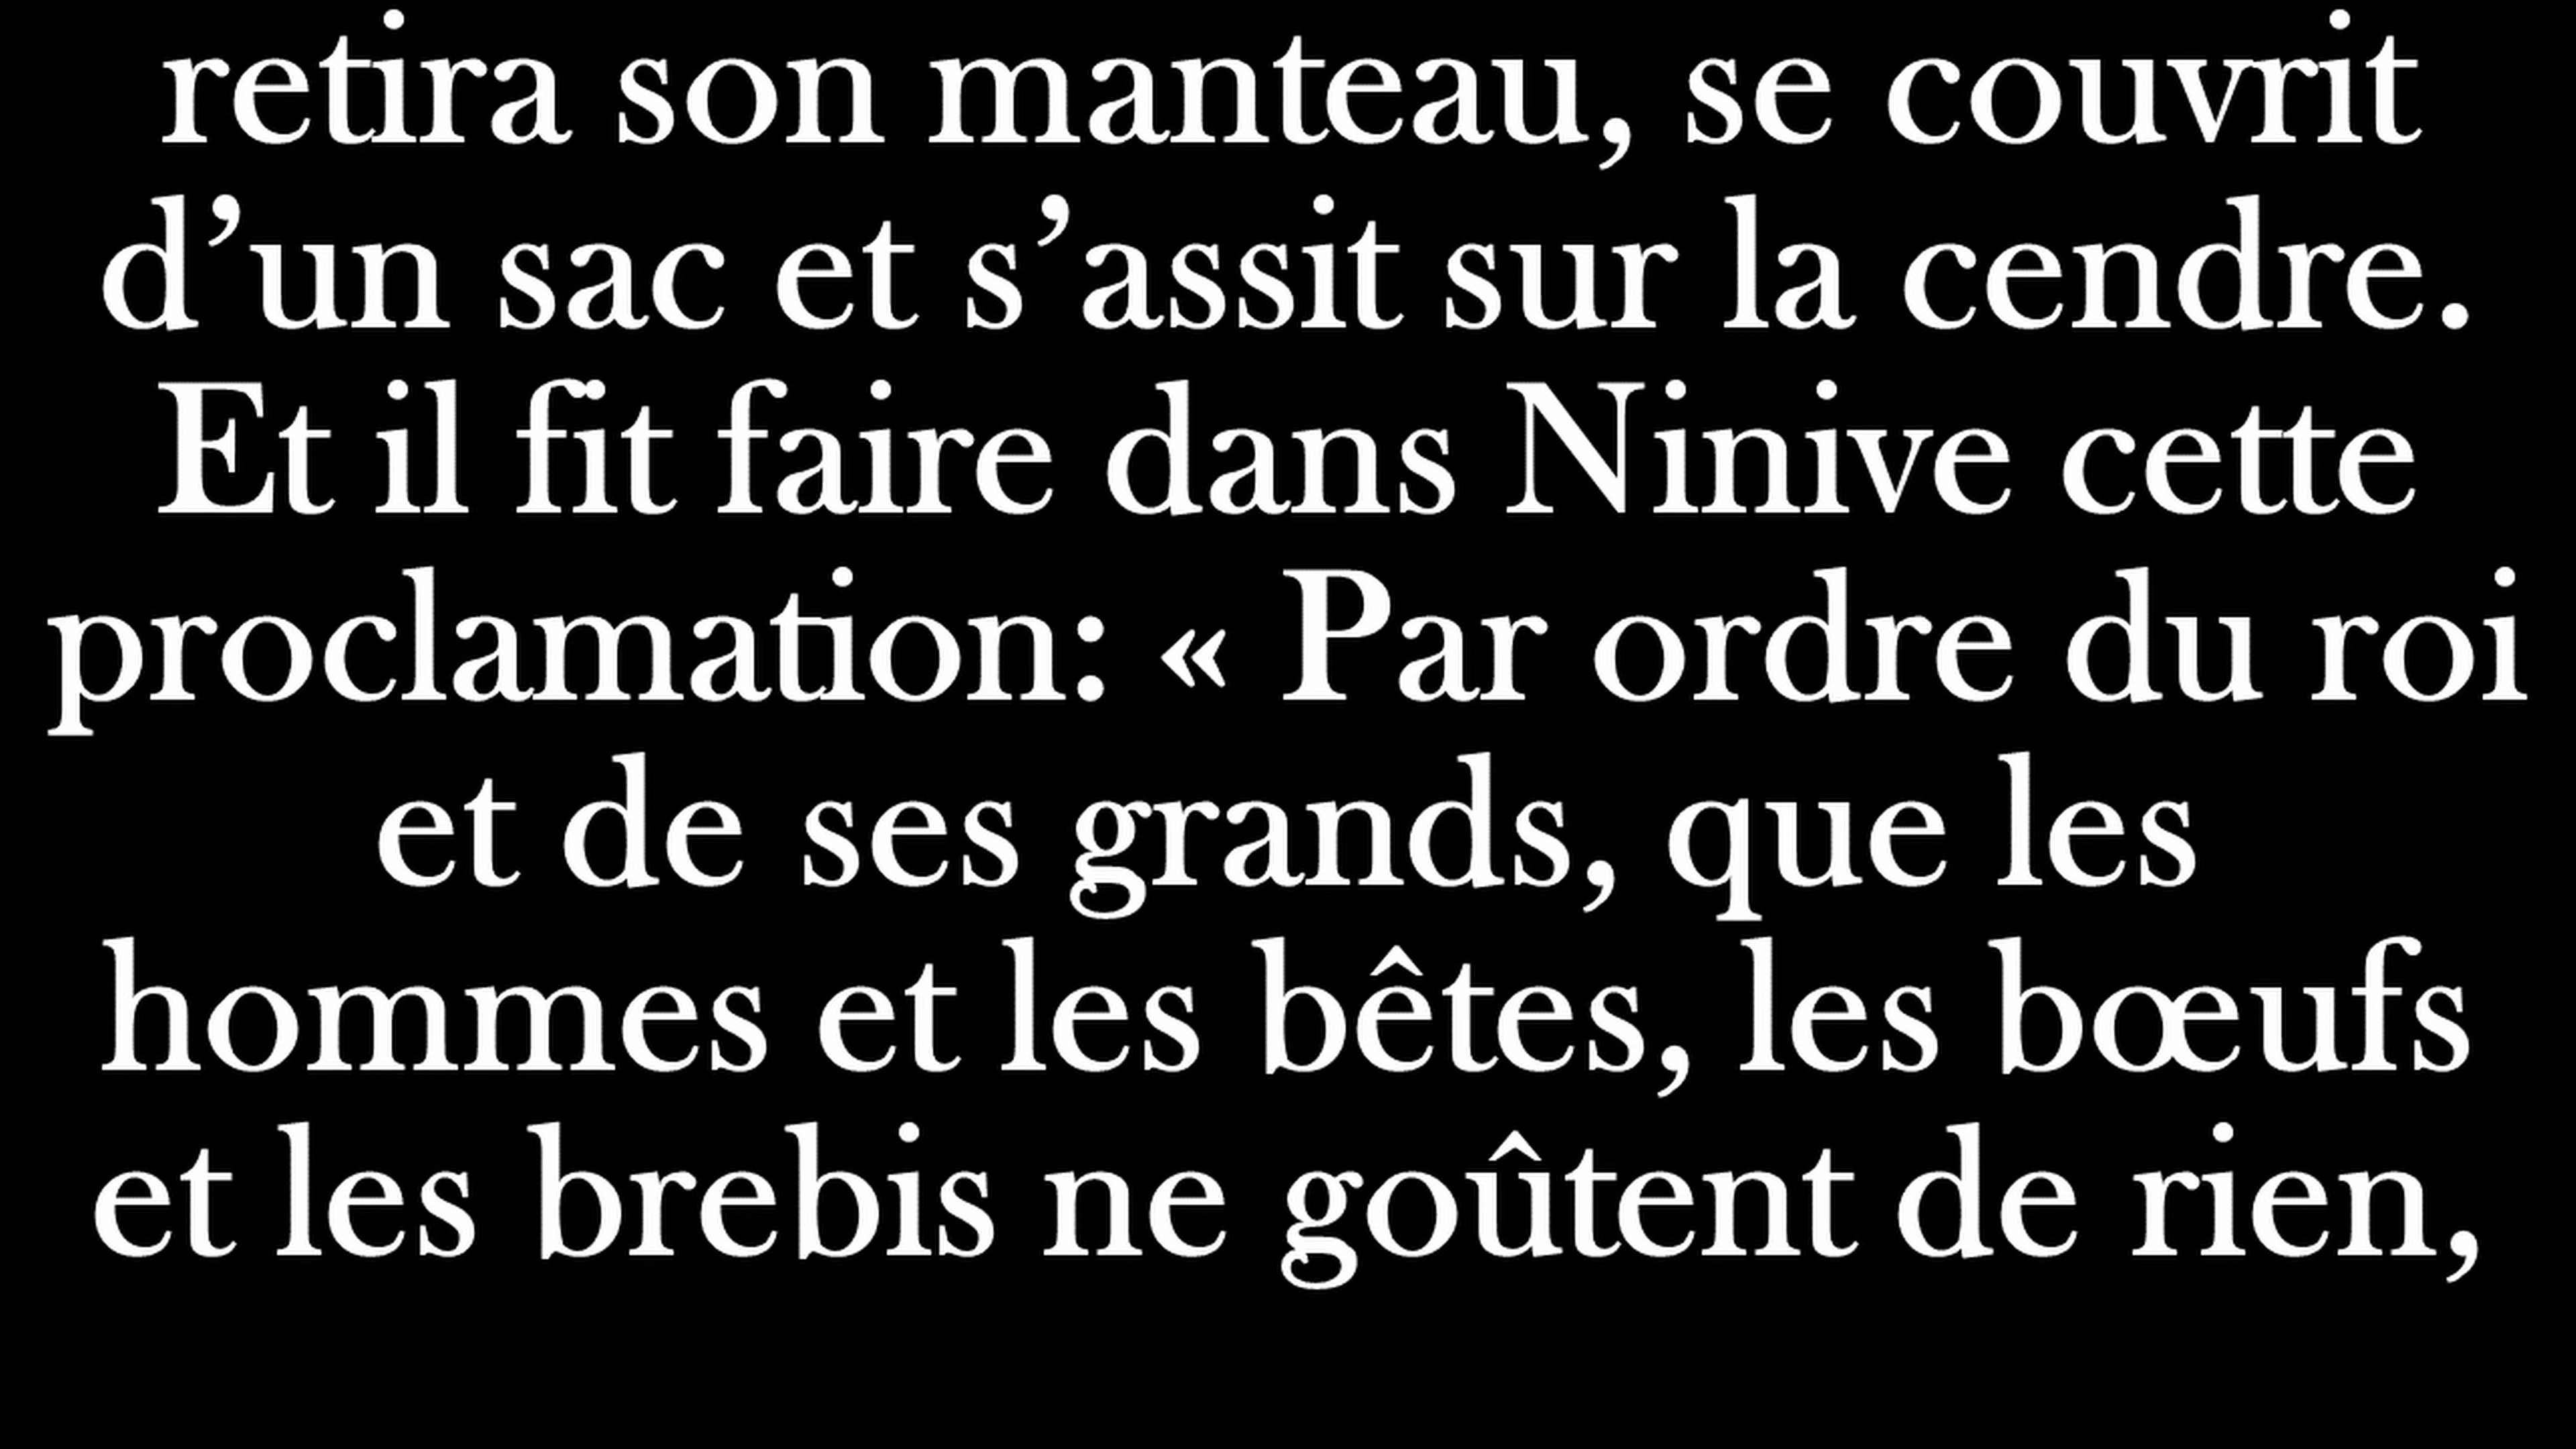 retira son manteau, se couvrit
d’un sac et s’assit sur la cendre.
Et il fit faire dans Ninive cette
proclamation: « Par ordre du roi
et de ses grands, que les
hommes et les bêtes, les bœufs
et les brebis ne goûtent de rien,